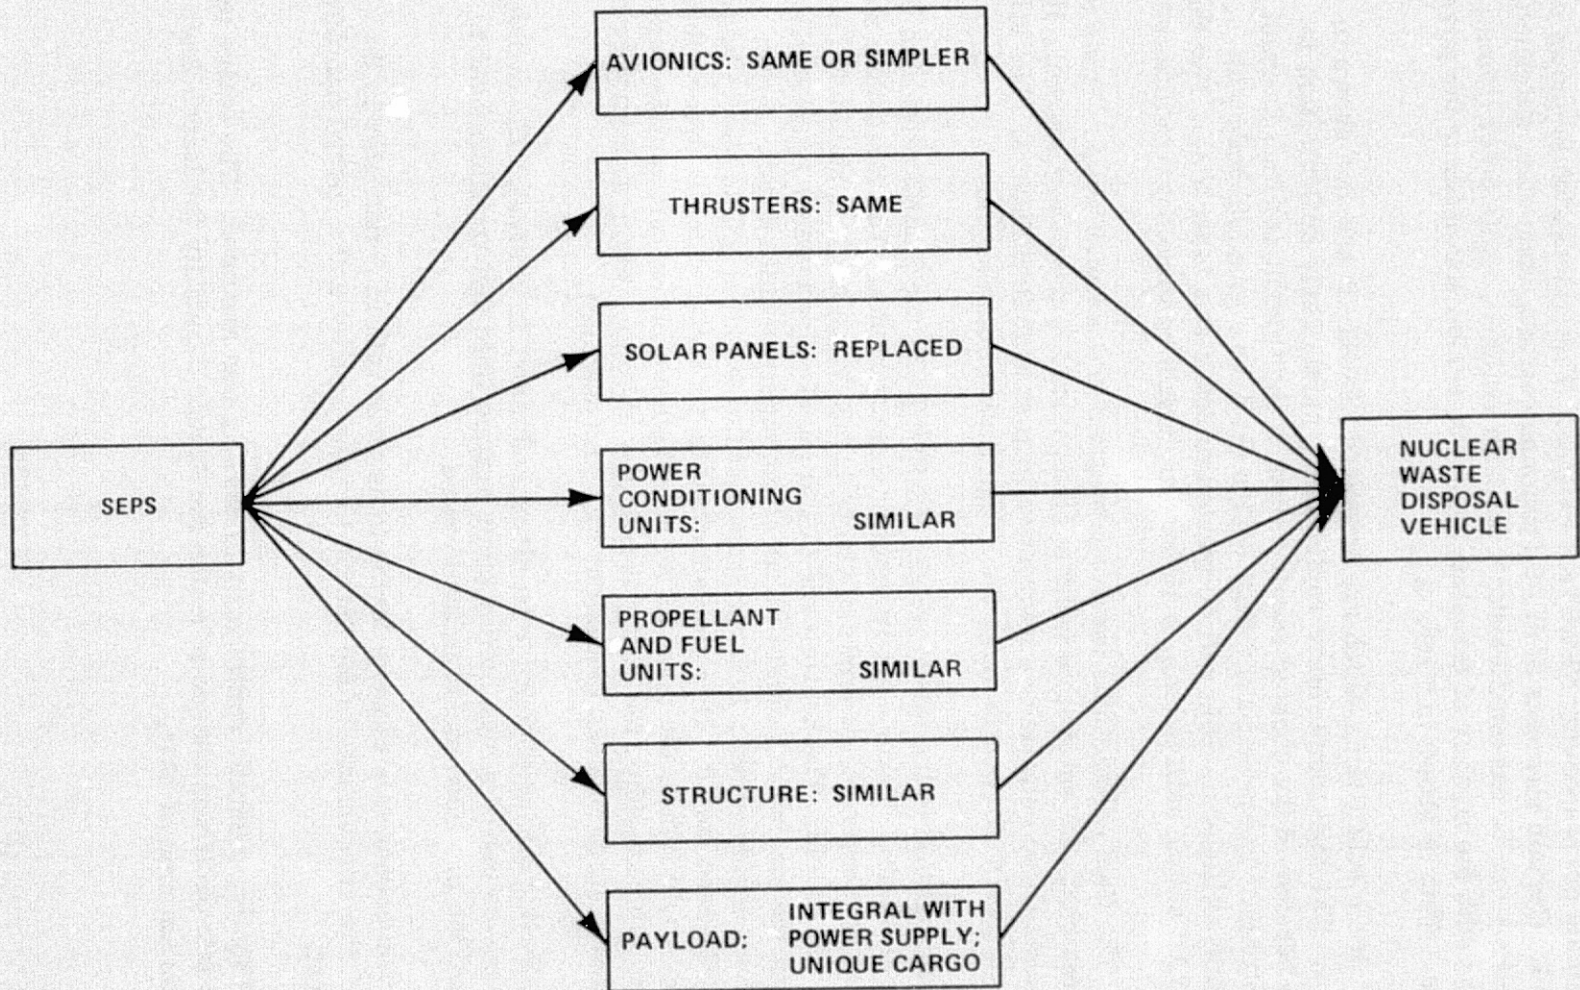 AVIONICS: SAME OR SIMPLER
THRUSTERS: SAME
SOLAR PANELS: REPLACED
SEPS
POWER
CONDITIONING
UNITS: SIMILAR
NUCLEAR
WASTE
DISPOSAL
VEHICLE
PROPELLANT
AND FUEL
UNITS: SIMILAR
STRUCTURE: SIMILAR
PAYLOAD: INTEGRAL WITH
POWER SUPPLY;
UNIQUE CARGO